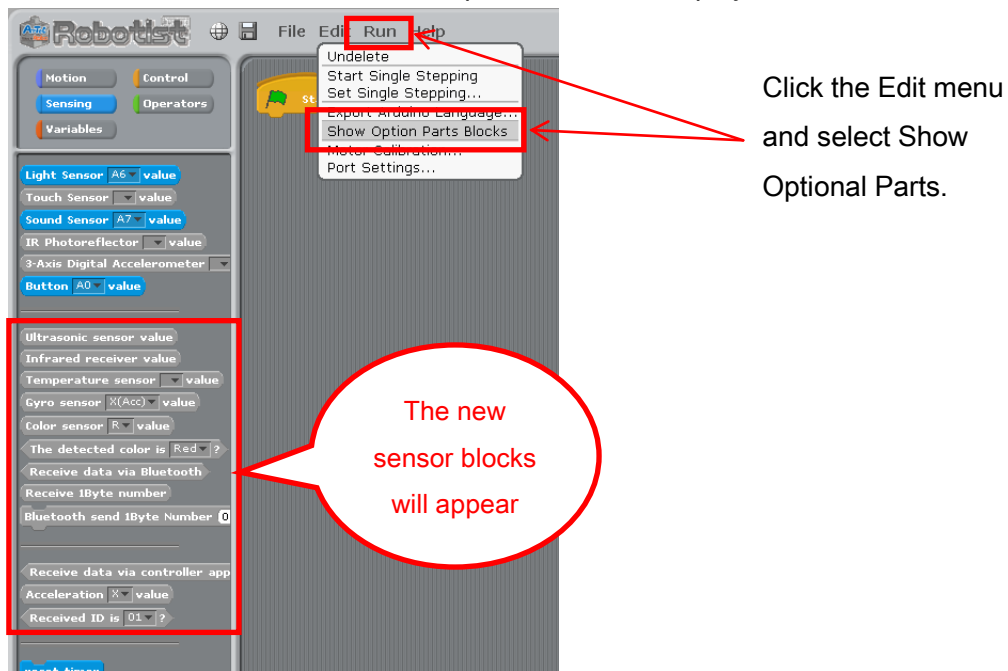 ATC Robotist File Edit Run Help
Undelete
Start Single Stepping
Set Single Stepping...
Export Arduino Language...
Show Option Parts Blocks
Motor Calibration...
Port Settings...
Motion Control
Sensing Operators
Variables
St
Light Sensor A6 value
Touch Sensor value
Sound Sensor A7 value
IR Photoreflector value
3-Axis Digital Accelerometer
Button A0 value
Ultrasonic sensor value
Infrared receiver value
Temperature sensor value
Gyro sensor X(Acc) value
Color sensor R value
The detected color is Red ?
Receive data via Bluetooth
Receive 1Byte number
Bluetooth send 1Byte Number 0
Receive data via controller app
Acceleration X value
Received ID is 01 ?
reset timer
Click the Edit menu
and select Show
Optional Parts.
The new
sensor blocks
will appear